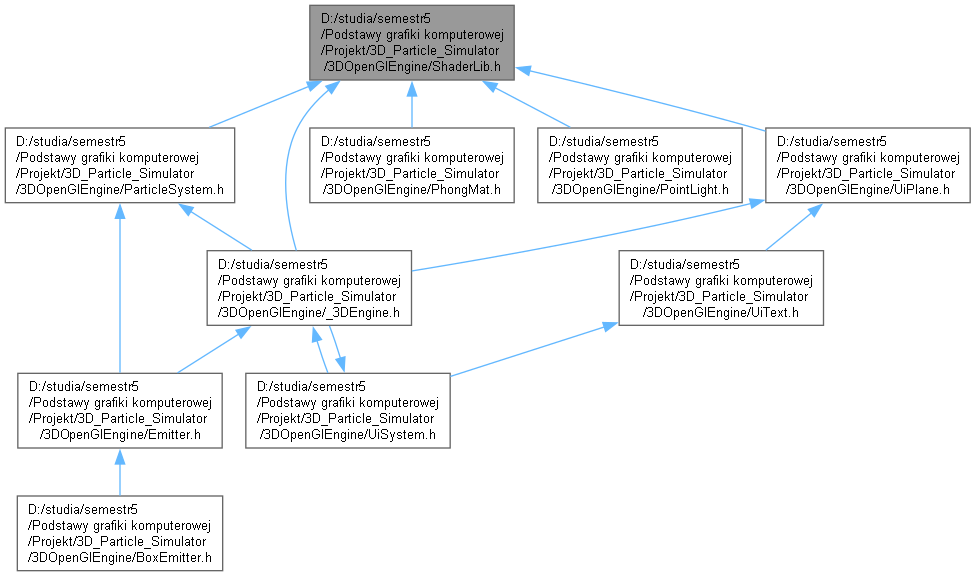 D:/studia/semestr5
/Podstawy grafiki komputerowej
/Projekt/3D_Particle_Simulator
/3DOpenGlEngine/ShaderLib.h
D:/studia/semestr5
/Podstawy grafiki komputerowej
/Projekt/3D_Particle_Simulator
/3DOpenGlEngine/ParticleSystem.h
D:/studia/semestr5
/Podstawy grafiki komputerowej
/Projekt/3D_Particle_Simulator
/3DOpenGlEngine/PhongMat.h
D:/studia/semestr5
/Podstawy grafiki komputerowej
/Projekt/3D_Particle_Simulator
/3DOpenGlEngine/PointLight.h
D:/studia/semestr5
/Podstawy grafiki komputerowej
/Projekt/3D_Particle_Simulator
/3DOpenGlEngine/UiPlane.h
D:/studia/semestr5
/Podstawy grafiki komputerowej
/Projekt/3D_Particle_Simulator
/3DOpenGlEngine/_3DEngine.h
D:/studia/semestr5
/Podstawy grafiki komputerowej
/Projekt/3D_Particle_Simulator
/3DOpenGlEngine/UiText.h
D:/studia/semestr5
/Podstawy grafiki komputerowej
/Projekt/3D_Particle_Simulator
/3DOpenGlEngine/Emitter.h
D:/studia/semestr5
/Podstawy grafiki komputerowej
/Projekt/3D_Particle_Simulator
/3DOpenGlEngine/UiSystem.h
D:/studia/semestr5
/Podstawy grafiki komputerowej
/Projekt/3D_Particle_Simulator
/3DOpenGlEngine/BoxEmitter.h